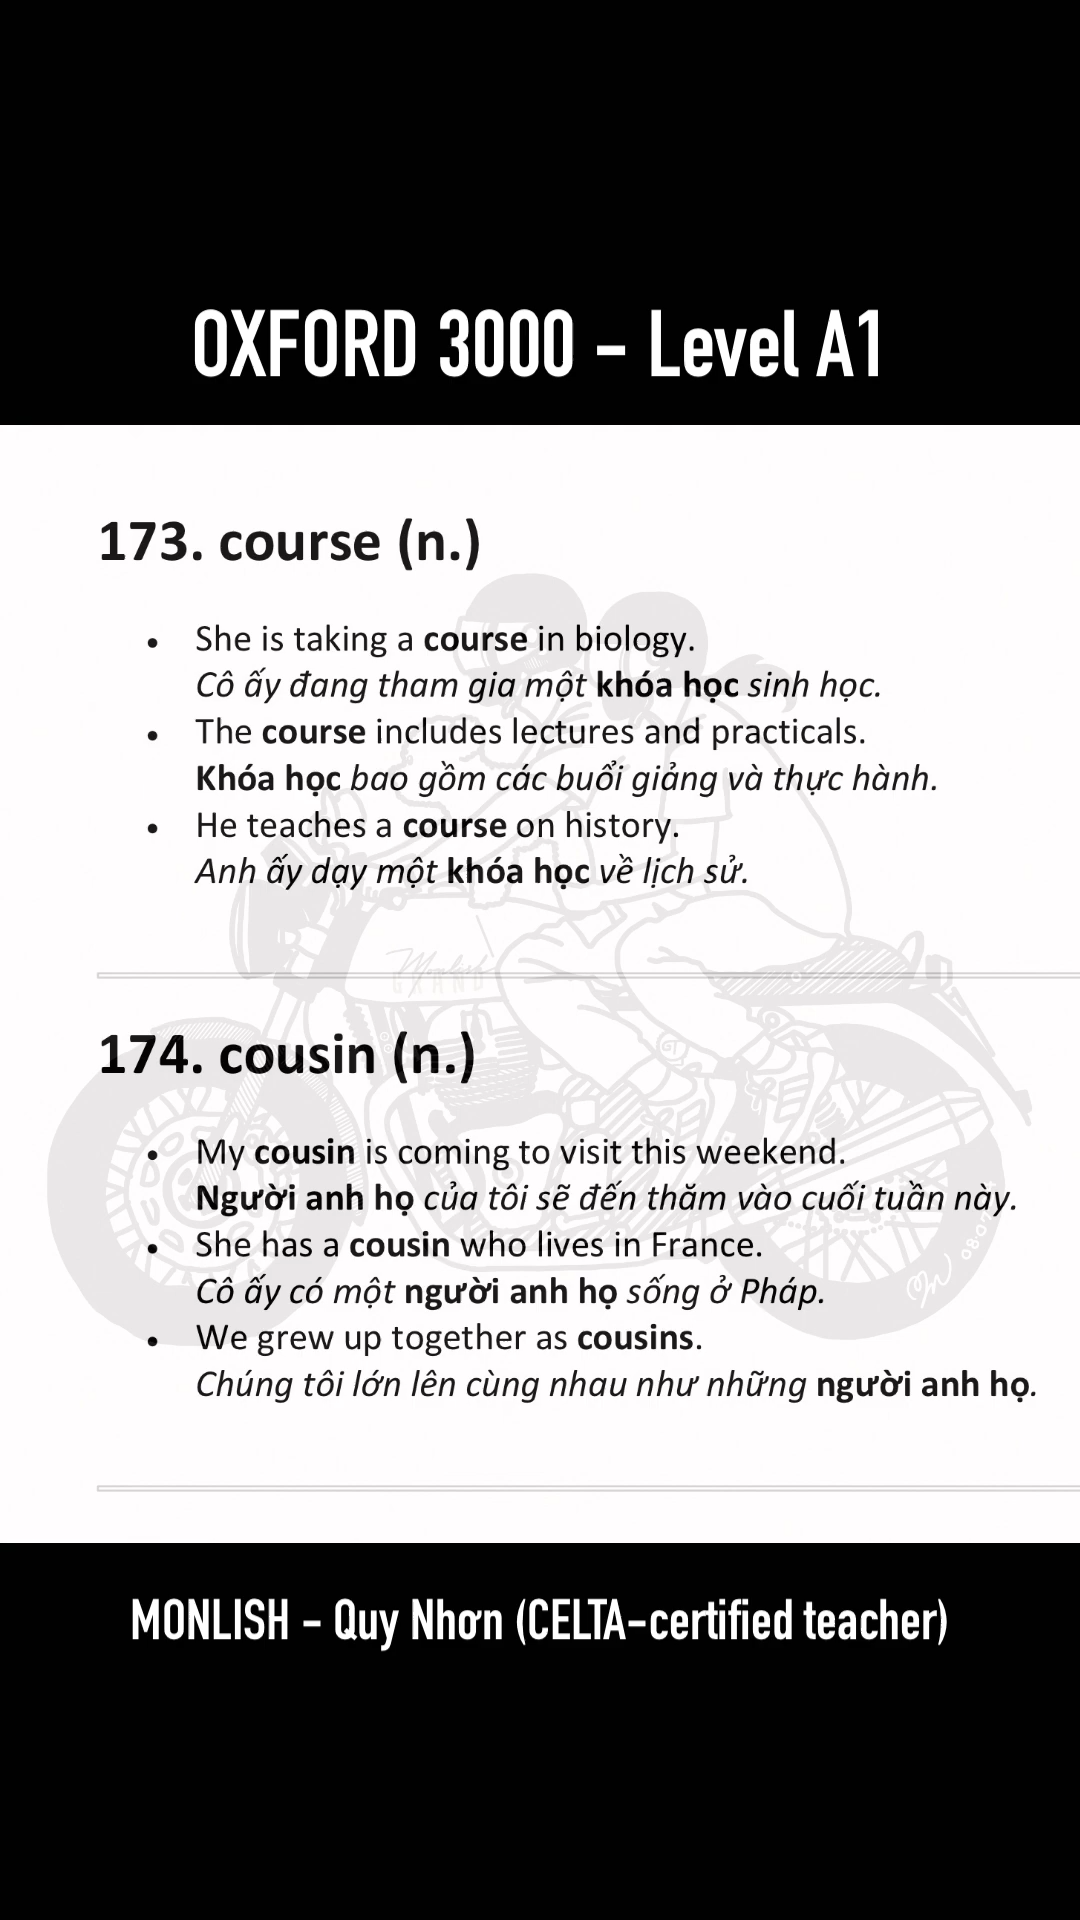 OXFORD 3000 – Level A1
173. course (n.)
• She is taking a course in biology.
Cô ấy đang tham gia một khóa học sinh học.
• The course includes lectures and practicals.
Khóa học bao gồm các buổi giảng và thực hành.
• He teaches a course on history.
Anh ấy dạy một khóa học về lịch sử.
Monlish
GRAND
174. cousin (n.)
GT
• My cousin is coming to visit this weekend.
Người anh họ của tôi sẽ đến thăm vào cuối tuần này.
• She has a cousin who lives in France.
Cô ấy có một người anh họ sống ở Pháp.
• We grew up together as cousins.
Chúng tôi lớn lên cùng nhau như những người anh họ.
MONLISH – Quy Nhơn (CELTA-certified teacher)